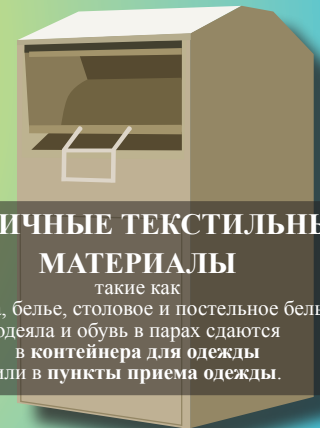 ИЧНЫЕ ТЕКСТИЛЬНЫ
МАТЕРИАЛЫ
такие как
, белье, столовое и постельное бель
одеяла и обувь в парах сдаются
в контейнера для одежды
или в пункты приема одежды.